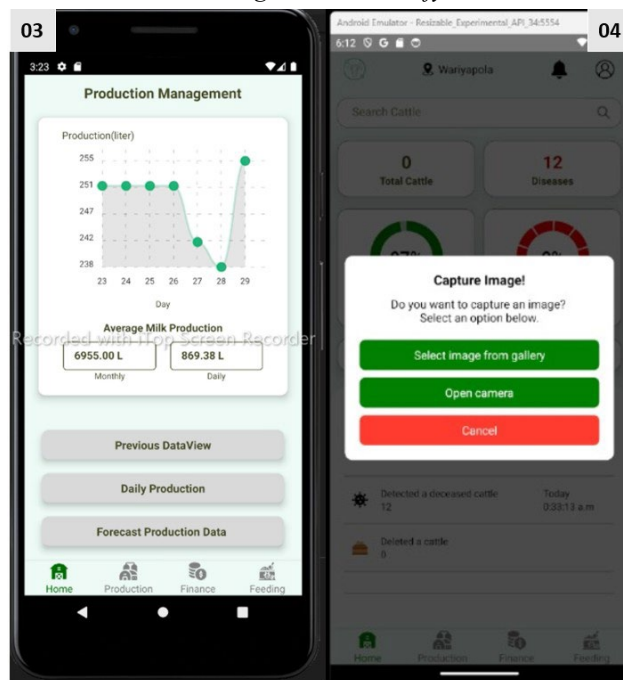 03
3:23
Production Management
Production(liter)
255
251
247
242
238
23 24 25 26 27 28 29
Day
Average Milk Production
6955.00 L 869.38 L
Monthly Daily
Recorded with iTop Screen Recorder
Previous DataView
Daily Production
Forecast Production Data
Home Production Finance Feeding
Android Emulator - Resizable_Experimental_API_34:5554
04
6:12 G
Wariyapola
Search Cattle
0 12
Total Cattle Diseases
Capture Image!
Do you want to capture an image?
Select an option below.
Select image from gallery
Open camera
Cancel
Detected a deceased cattle Today
12 0:33:13 a.m
Deleted a cattle
Home Production Finance Feeding